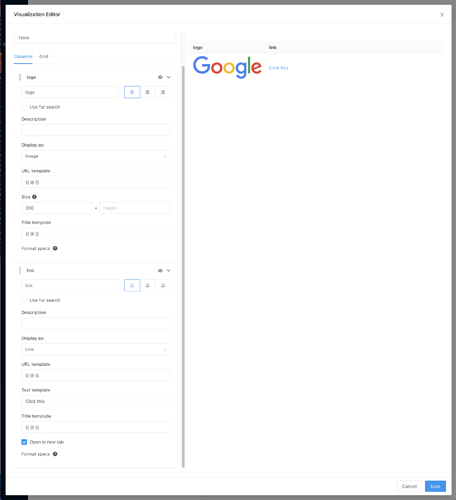 Visualization Editor
Table
Columns Grid
logo
logo
Use for search
Description
Display as:
Image
URL template
{{ @ }}
Size
200 × Height
Title template
{{ @ }}
Format specs
link
link
Use for search
Description
Display as:
Link
URL template
{{ @ }}
Text template
Click this
Title template
{{ @ }}
Open in new tab
Format specs
logo link
Google Click this
Cancel Save